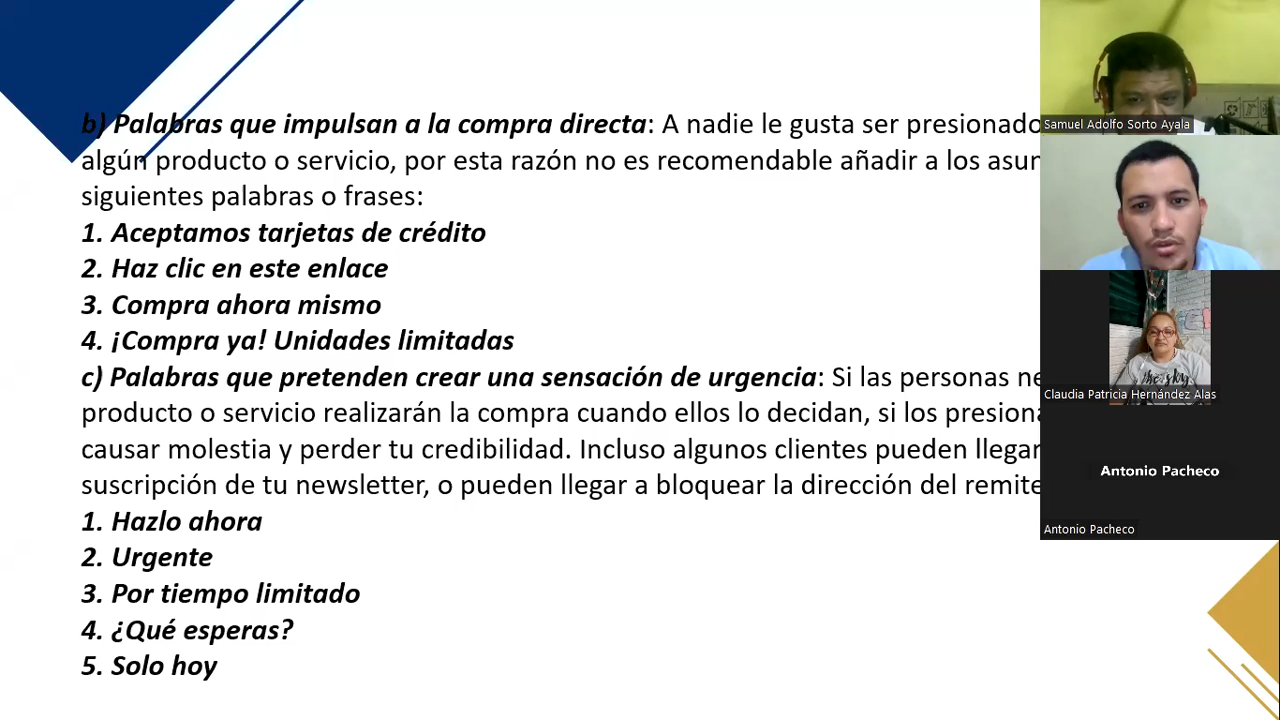 b) Palabras que impulsan a la compra directa: A nadie le gusta ser presionado
algún producto o servicio, por esta razón no es recomendable añadir a los
siguientes palabras o frases:
1. Aceptamos tarjetas de crédito
2. Haz clic en este enlace
3. Compra ahora mismo
4. ¡Compra ya! Unidades limitadas
c) Palabras que pretenden crear una sensación de urgencia: Si las personas
producto o servicio realizarán la compra cuando ellos lo decidan, si los
causar molestia y perder tu credibilidad. Incluso algunos clientes pueden llegar
suscripción de tu newsletter, o pueden llegar a bloquear la dirección del
1. Hazlo ahora
2. Urgente
3. Por tiempo limitado
4. ¿Qué esperas?
5. Solo hoy
Samuel Adolfo Sorto Ayala
Claudia Patricia Hernández Alas
Antonio Pacheco
Antonio Pacheco